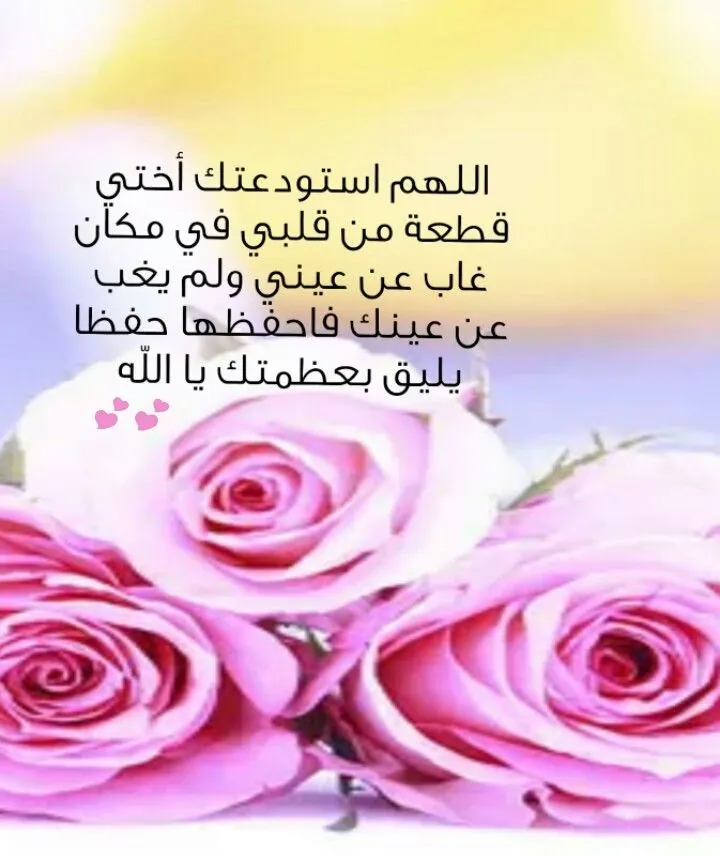 اللهم استودعتك أختي
قطعة من قلبي في مكان
غاب عن عيني ولم يغب
عن عينك فاحفظها حفظا
يليق بعظمتك يا اللّه
💕💕